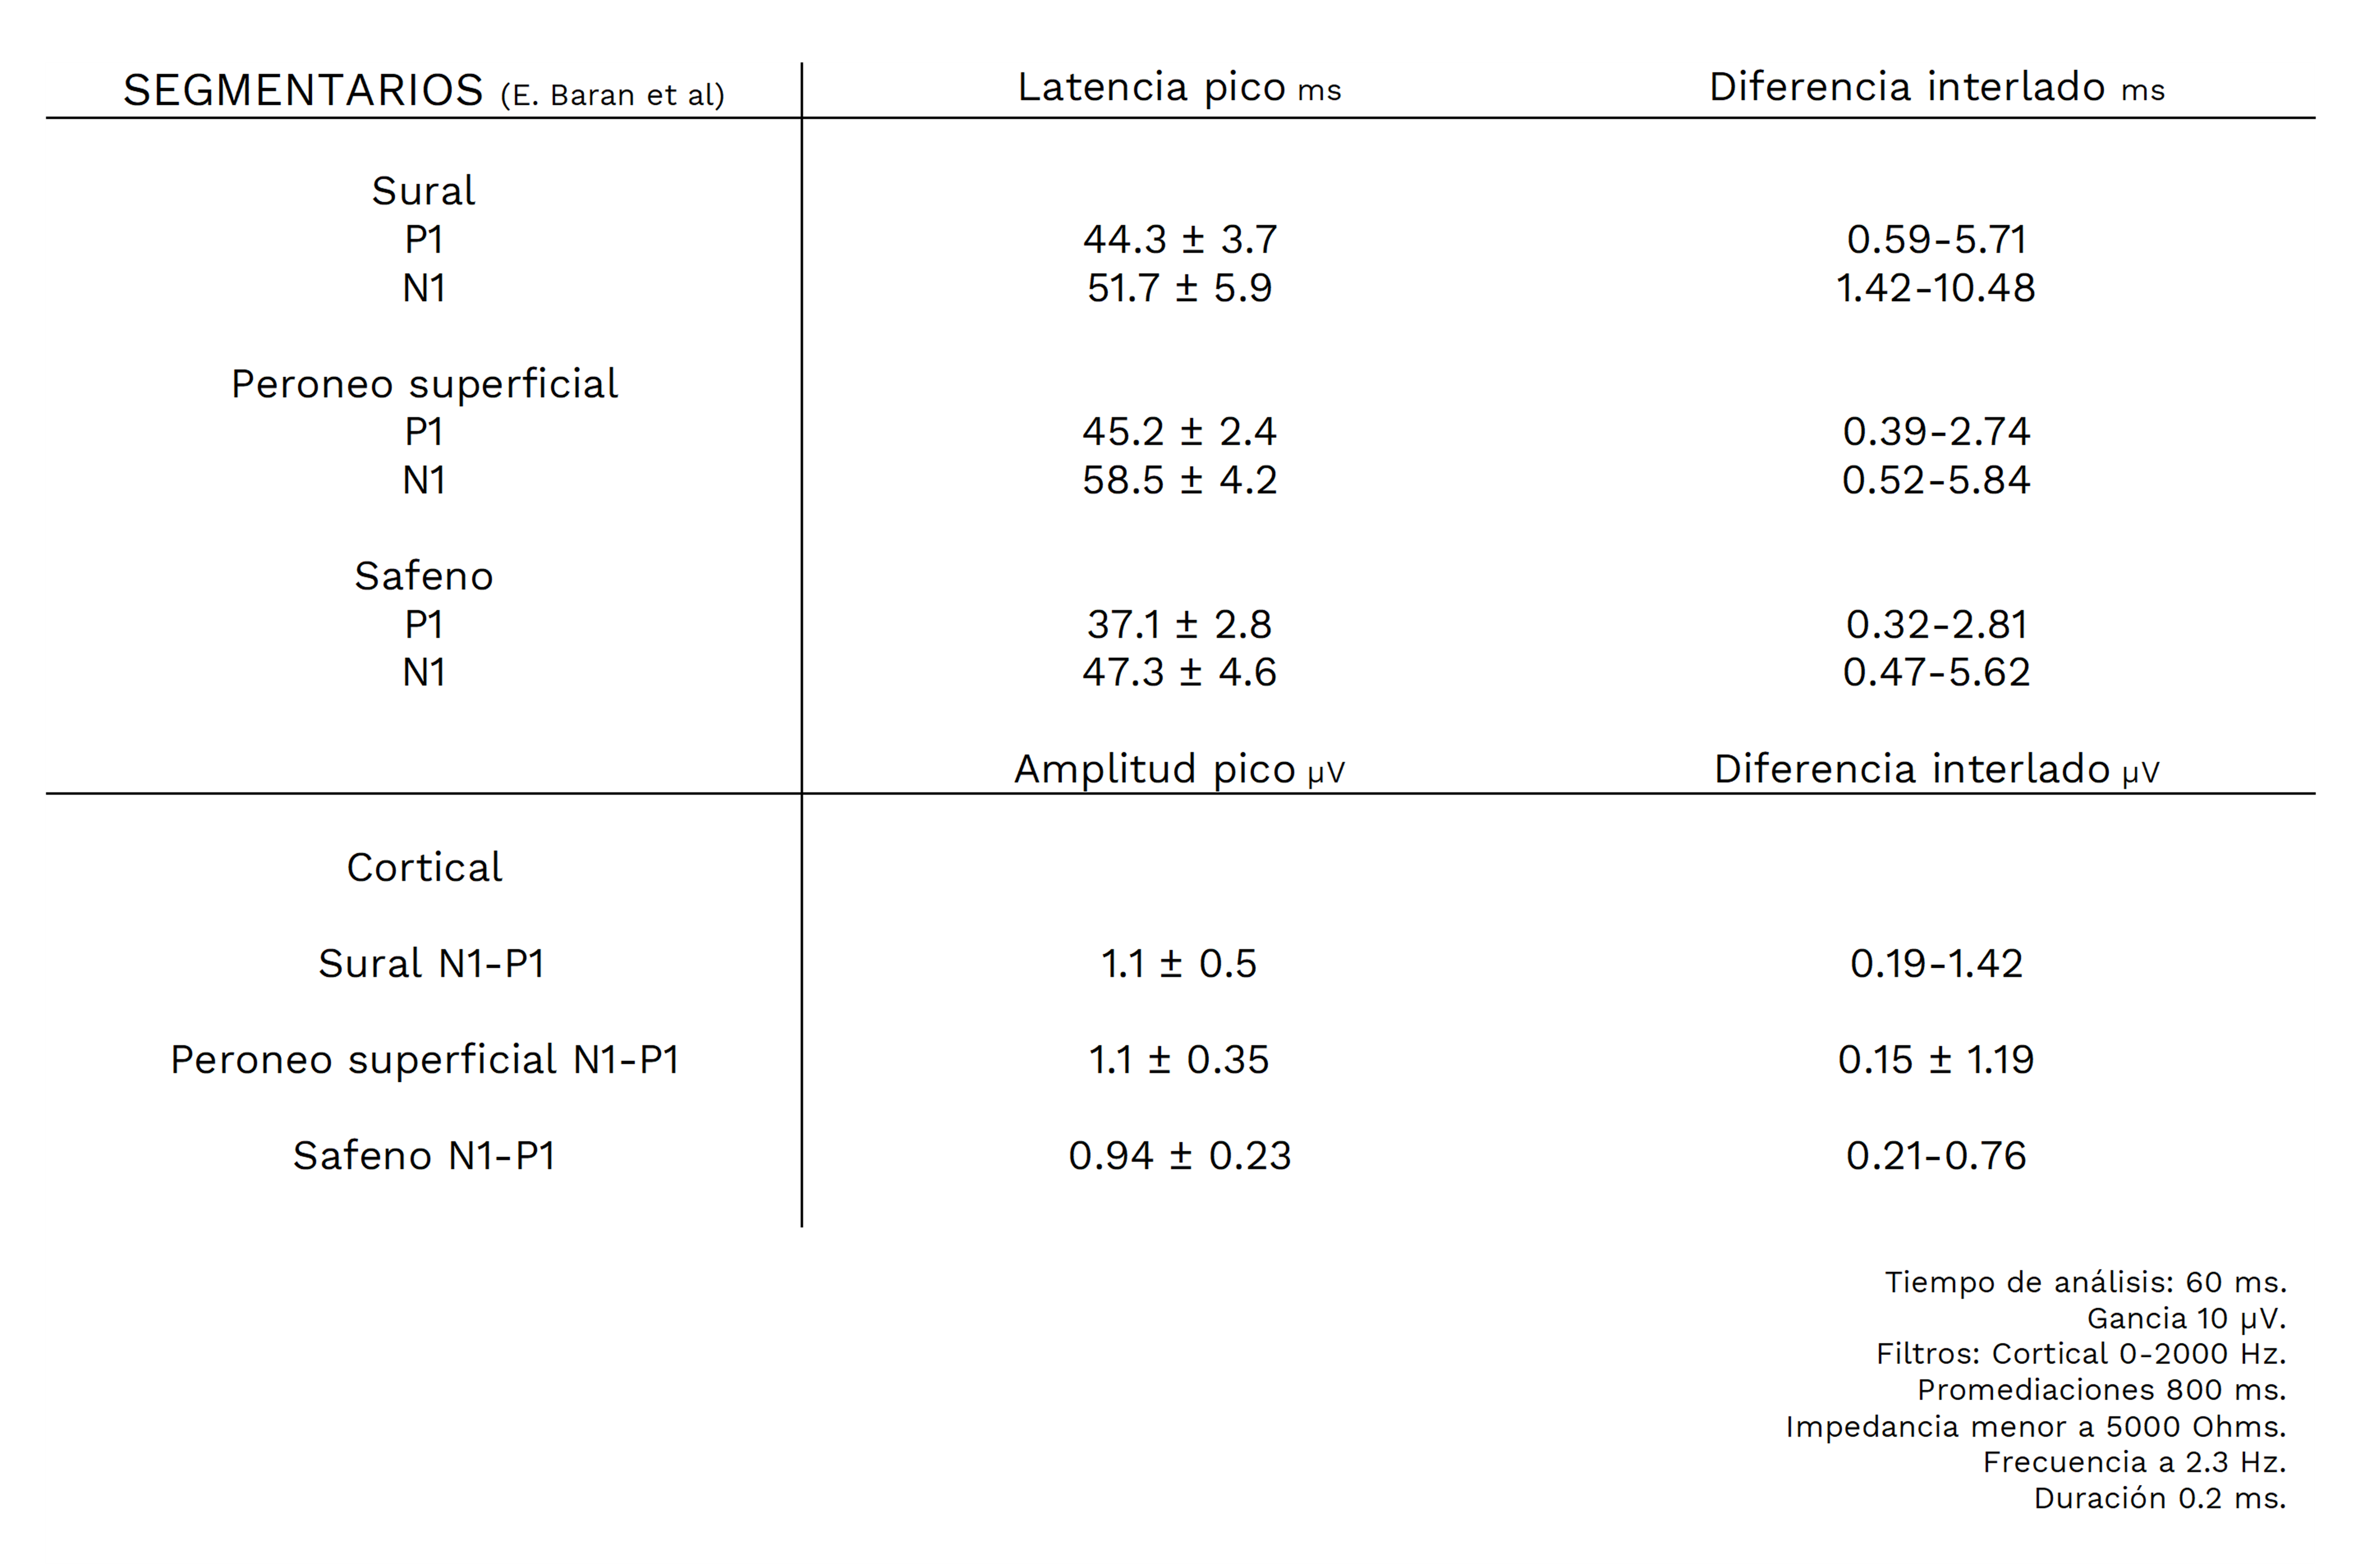 SEGMENTARIOS (E. Baran et al) Latencia pico ms Diferencia interlado ms
Sural
P1 44.3 ± 3.7 0.59-5.71
N1 51.7 ± 5.9 1.42-10.48
Peroneo superficial
P1 45.2 ± 2.4 0.39-2.74
N1 58.5 ± 4.2 0.52-5.84
Safeno
P1 37.1 ± 2.8 0.32-2.81
N1 47.3 ± 4.6 0.47-5.62
Amplitud pico µV Diferencia interlado µV
Cortical
Sural N1-P1 1.1 ± 0.5 0.19-1.42
Peroneo superficial N1-P1 1.1 ± 0.35 0.15 ± 1.19
Safeno N1-P1 0.94 ± 0.23 0.21-0.76
Tiempo de análisis: 60 ms.
Gancia 10 µV.
Filtros: Cortical 0-2000 Hz.
Promediaciones 800 ms.
Impedancia menor a 5000 Ohms.
Frecuencia a 2.3 Hz.
Duración 0.2 ms.